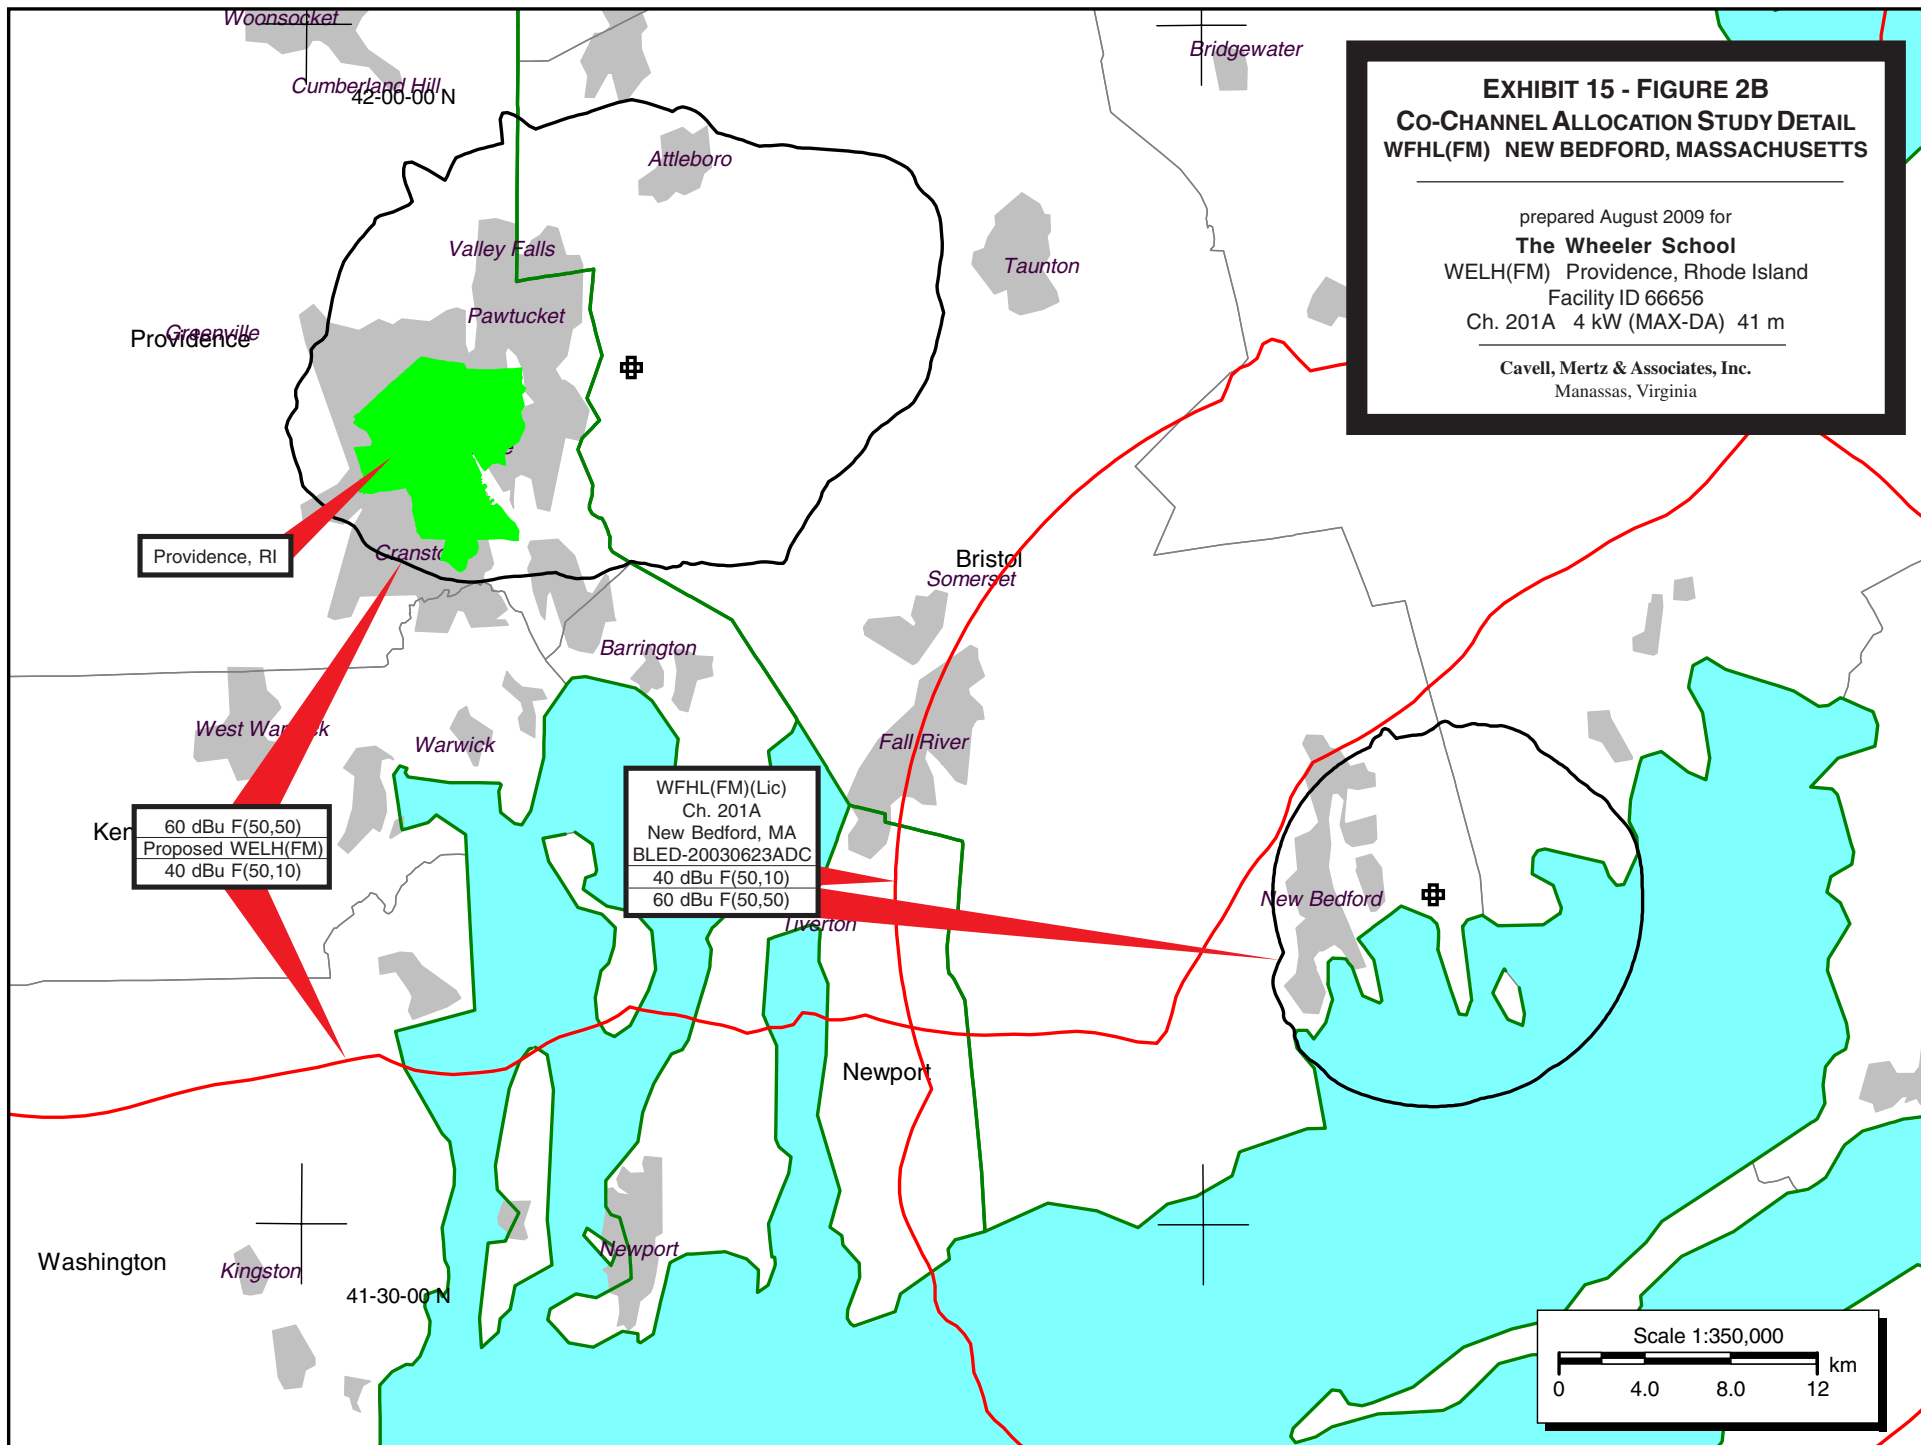 Woonsocket
Bridgewater
Cumberland Hill
42-00-00 N
EXHIBIT 15 - FIGURE 2B
CO-CHANNEL ALLOCATION STUDY DETAIL
WFHL(FM) NEW BEDFORD, MASSACHUSETTS
prepared August 2009 for
The Wheeler School
WELH(FM) Providence, Rhode Island
Facility ID 66656
Ch. 201A 4 kW (MAX-DA) 41 m
Cavell, Mertz & Associates, Inc.
Manassas, Virginia
Attleboro
Valley Falls
Taunton
Pawtucket
Greenville
Providence
Providence, RI
Bristol
Somerset
Barrington
West Warwick
Warwick
Fall River
60 dBu F(50,50)
Proposed WELH(FM)
40 dBu F(50,10)
WFHL(FM)(Lic)
Ch. 201A
New Bedford, MA
BLED-20030623ADC
40 dBu F(50,10)
60 dBu F(50,50)
Tiverton
New Bedford
Newport
Newport
Washington
Kingston
41-30-00 N
Scale 1:350,000
0 4.0 8.0 12 km